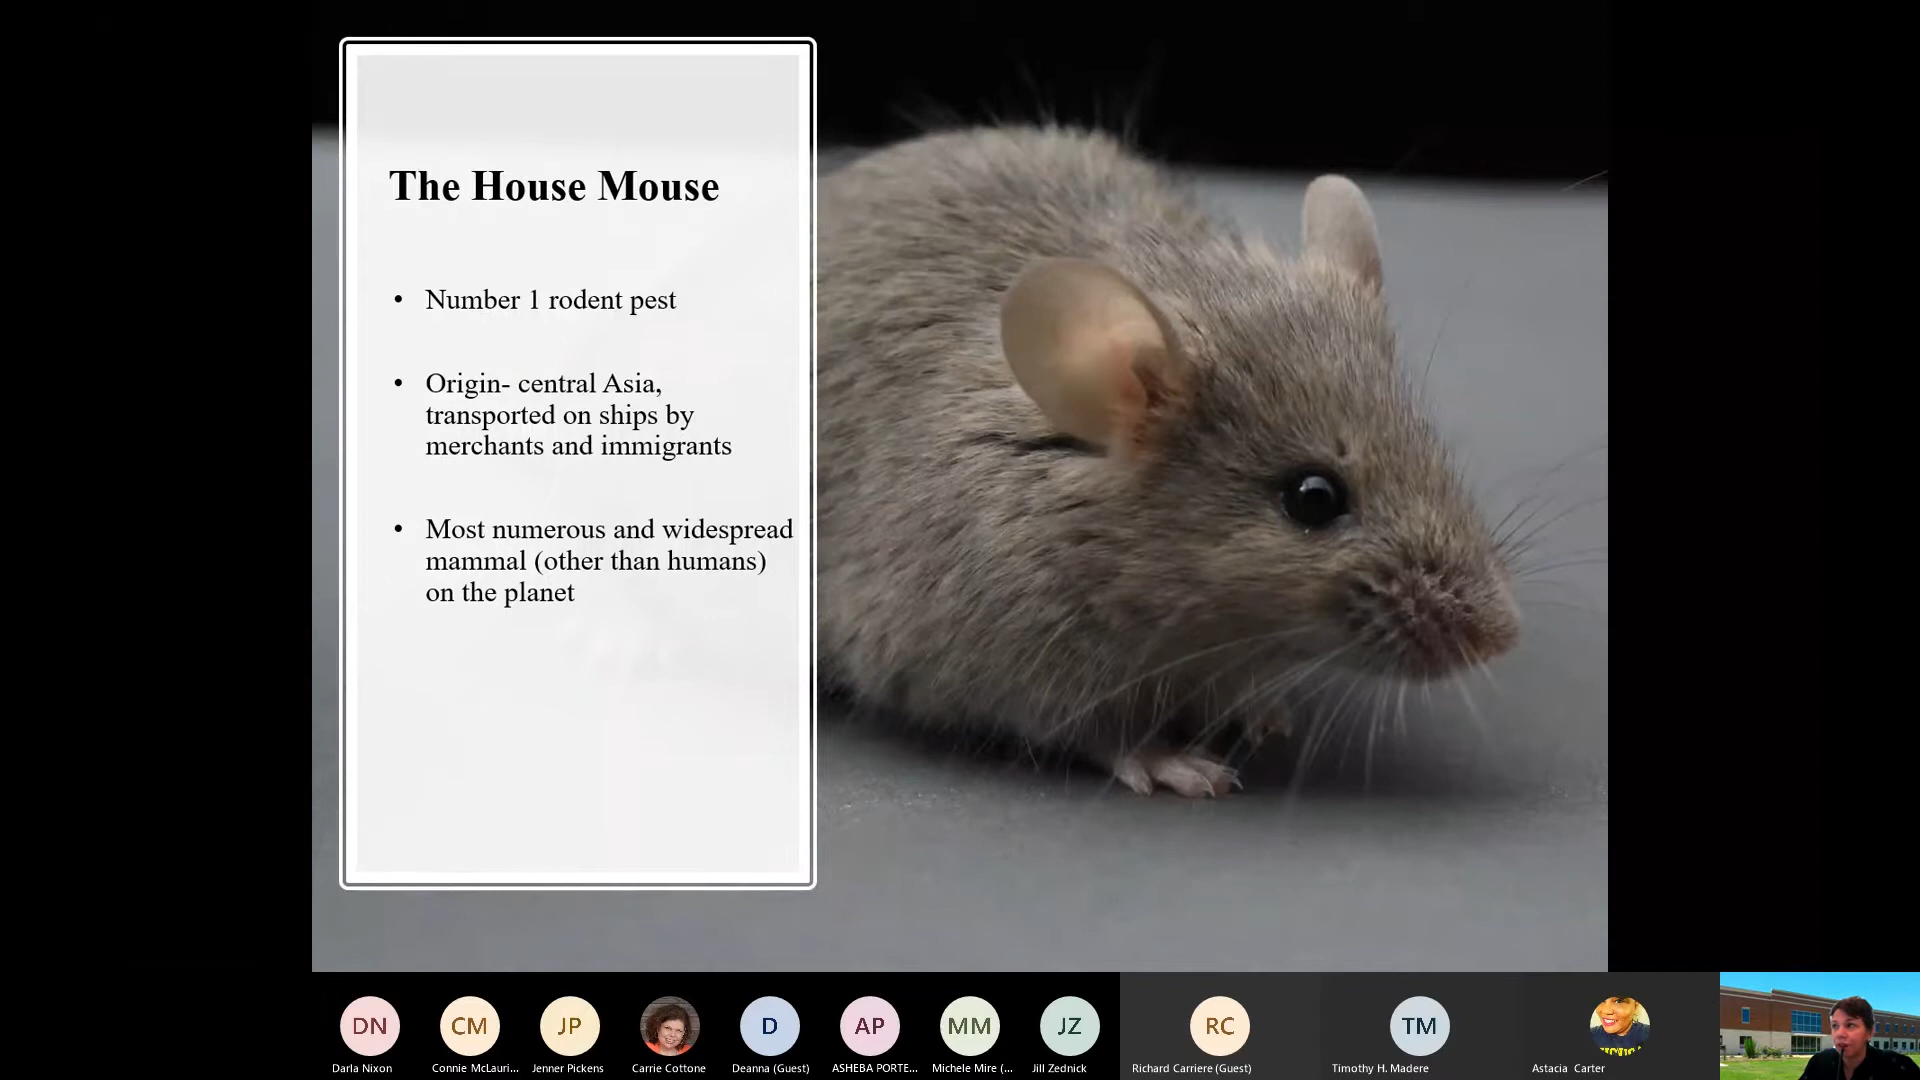 The House Mouse
• Number 1 rodent pest
• Origin- central Asia,
transported on ships by
merchants and immigrants
• Most numerous and widespread
mammal (other than humans)
on the planet
DN
CM
JP
D
AP
MM
JZ
RC
TM
Darla Nixon
Connie McLauri...
Jenner Pickens
Carrie Cottone
Deanna (Guest)
ASHEBA PORTE...
Michele Mire (...
Jill Zednick
Richard Carriere (Guest)
Timothy H. Madere
Astacia Carter